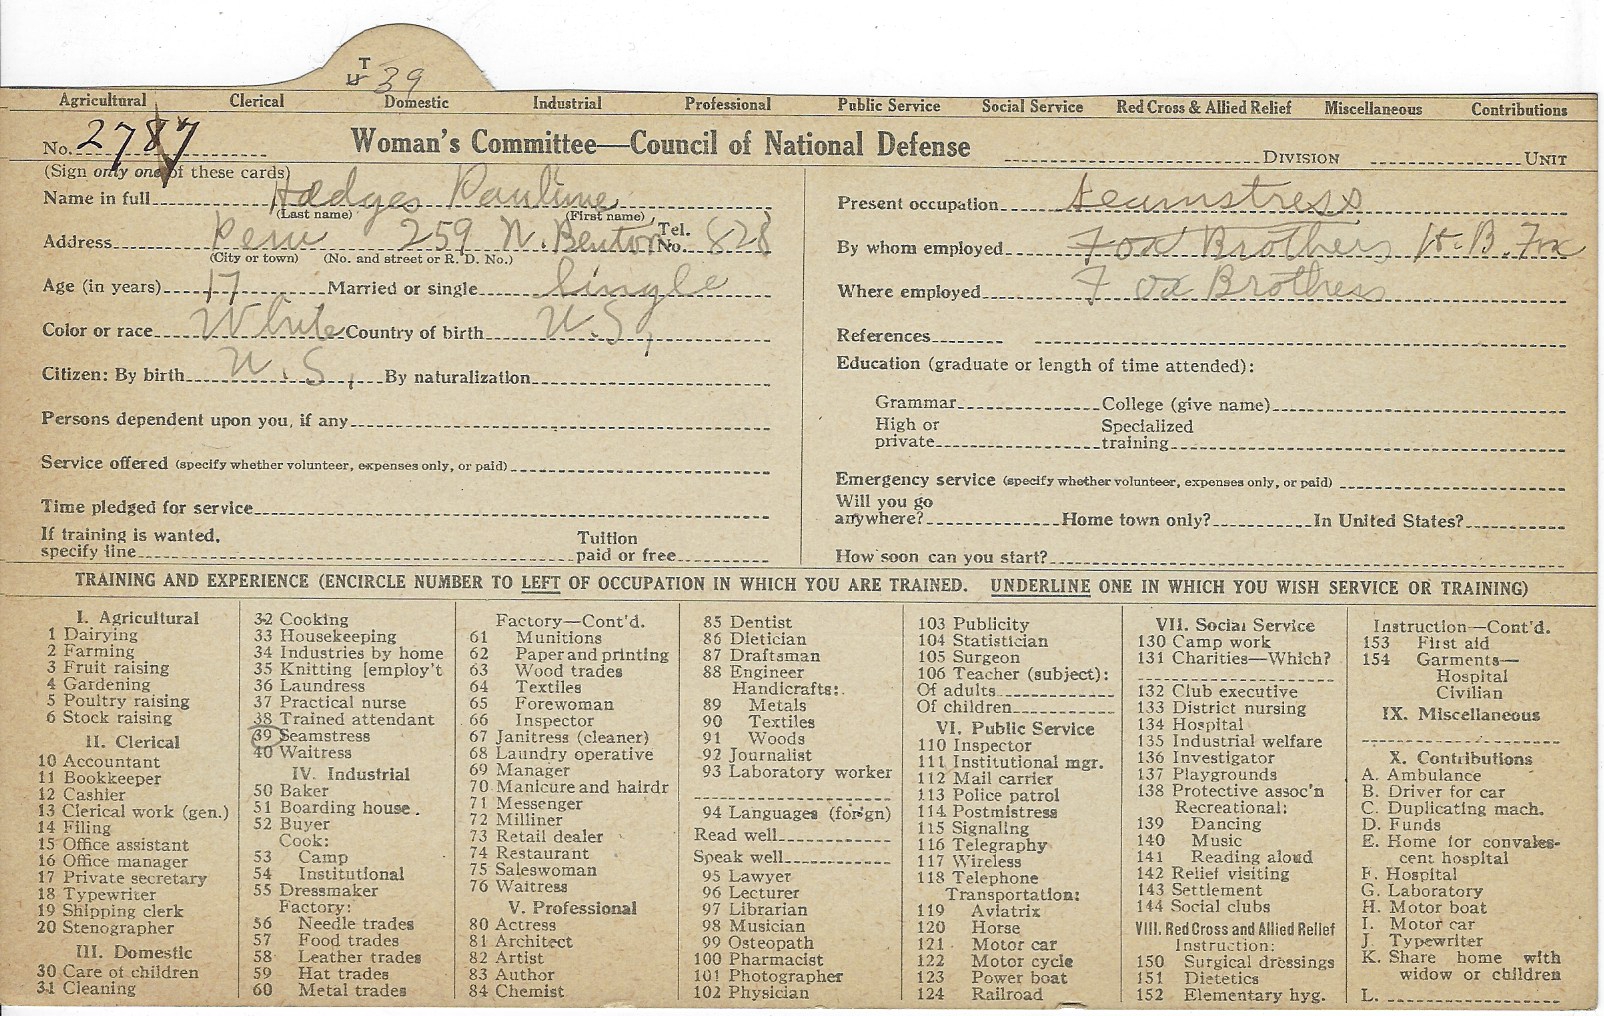 T
39
Agricultural Clerical Domestic Industrial Professional Public Service Social Service Red Cross & Allied Relief Miscellaneous Contributions
No. 2787 Woman's Committee—Council of National Defense DIVISION UNIT
(Sign only one of these cards)
Name in full Hodges Pauline
(Last name) (First name)
Address Peru 259 N. Benton Tel. No. 828
(City or town) (No. and street or R. D. No.)
Age (in years) 17 Married or single Single
Color or race White Country of birth U.S,
Citizen: By birth U.S, By naturalization
Persons dependent upon you, if any
Service offered (specify whether volunteer, expenses only, or paid)
Time pledged for service
If training is wanted,
specify line
Tuition
paid or free
Present occupation Seamstress
By whom employed Fox Brothers H.B. Fox
Where employed Fox Brothers
References
Education (graduate or length of time attended):
Grammar College (give name)
High or
private
Specialized
training
Emergency service (specify whether volunteer, expenses only, or paid)
Will you go
anywhere? Home town only? In United States?
How soon can you start?
TRAINING AND EXPERIENCE (ENCIRCLE NUMBER TO LEFT OF OCCUPATION IN WHICH YOU ARE TRAINED. UNDERLINE ONE IN WHICH YOU WISH SERVICE OR TRAINING)
I. Agricultural
1 Dairying
2 Farming
3 Fruit raising
4 Gardening
5 Poultry raising
6 Stock raising
II. Clerical
10 Accountant
11 Bookkeeper
12 Cashier
13 Clerical work (gen.)
14 Filing
15 Office assistant
16 Office manager
17 Private secretary
18 Typewriter
19 Shipping clerk
20 Stenographer
III. Domestic
30 Care of children
31 Cleaning
32 Cooking
33 Housekeeping
34 Industries by home
35 Knitting [employ't
36 Laundress
37 Practical nurse
38 Trained attendant
39 Seamstress
40 Waitress
IV. Industrial
50 Baker
51 Boarding house.
52 Buyer
Cook:
53 Camp
54 Institutional
55 Dressmaker
Factory:
56 Needle trades
57 Food trades
58 Leather trades
59 Hat trades
60 Metal trades
Factory—Cont'd.
61 Munitions
62 Paper and printing
63 Wood trades
64 Textiles
65 Forewoman
66 Inspector
67 Janitress (cleaner)
68 Laundry operative
69 Manager
70 Manicure and hairdr
71 Messenger
72 Milliner
73 Retail dealer
74 Restaurant
75 Saleswoman
76 Waitress
V. Professional
80 Actress
81 Architect
82 Artist
83 Author
84 Chemist
85 Dentist
86 Dietician
87 Draftsman
88 Engineer
Handicrafts:
89 Metals
90 Textiles
91 Woods
92 Journalist
93 Laboratory worker
94 Languages (for'gn)
Read well
Speak well
95 Lawyer
96 Lecturer
97 Librarian
98 Musician
99 Osteopath
100 Pharmacist
101 Photographer
102 Physician
103 Publicity
104 Statistician
105 Surgeon
106 Teacher (subject):
Of adults
Of children
VI. Public Service
110 Inspector
111 Institutional mgr.
112 Mail carrier
113 Police patrol
114 Postmistress
115 Signaling
116 Telegraphy
117 Wireless
118 Telephone
Transportation:
119 Aviatrix
120 Horse
121 Motor car
122 Motor cycle
123 Power boat
124 Railroad
VII. Social Service
130 Camp work
131 Charities—Which?
132 Club executive
133 District nursing
134 Hospital
135 Industrial welfare
136 Investigator
137 Playgrounds
138 Protective assoc'n
Recreational:
139 Dancing
140 Music
141 Reading aloud
142 Relief visiting
143 Settlement
144 Social clubs
VIII. Red Cross and Allied Relief
Instruction:
150 Surgical dressings
151 Dietetics
152 Elementary hyg.
Instruction—Cont'd.
153 First aid
154 Garments—
Hospital
Civilian
IX. Miscellaneous
X. Contributions
A. Ambulance
B. Driver for car
C. Duplicating mach.
D. Funds
E. Home for convales-
cent hospital
F. Hospital
G. Laboratory
H. Motor boat
I. Motor car
J. Typewriter
K. Share home with
widow or children
L.